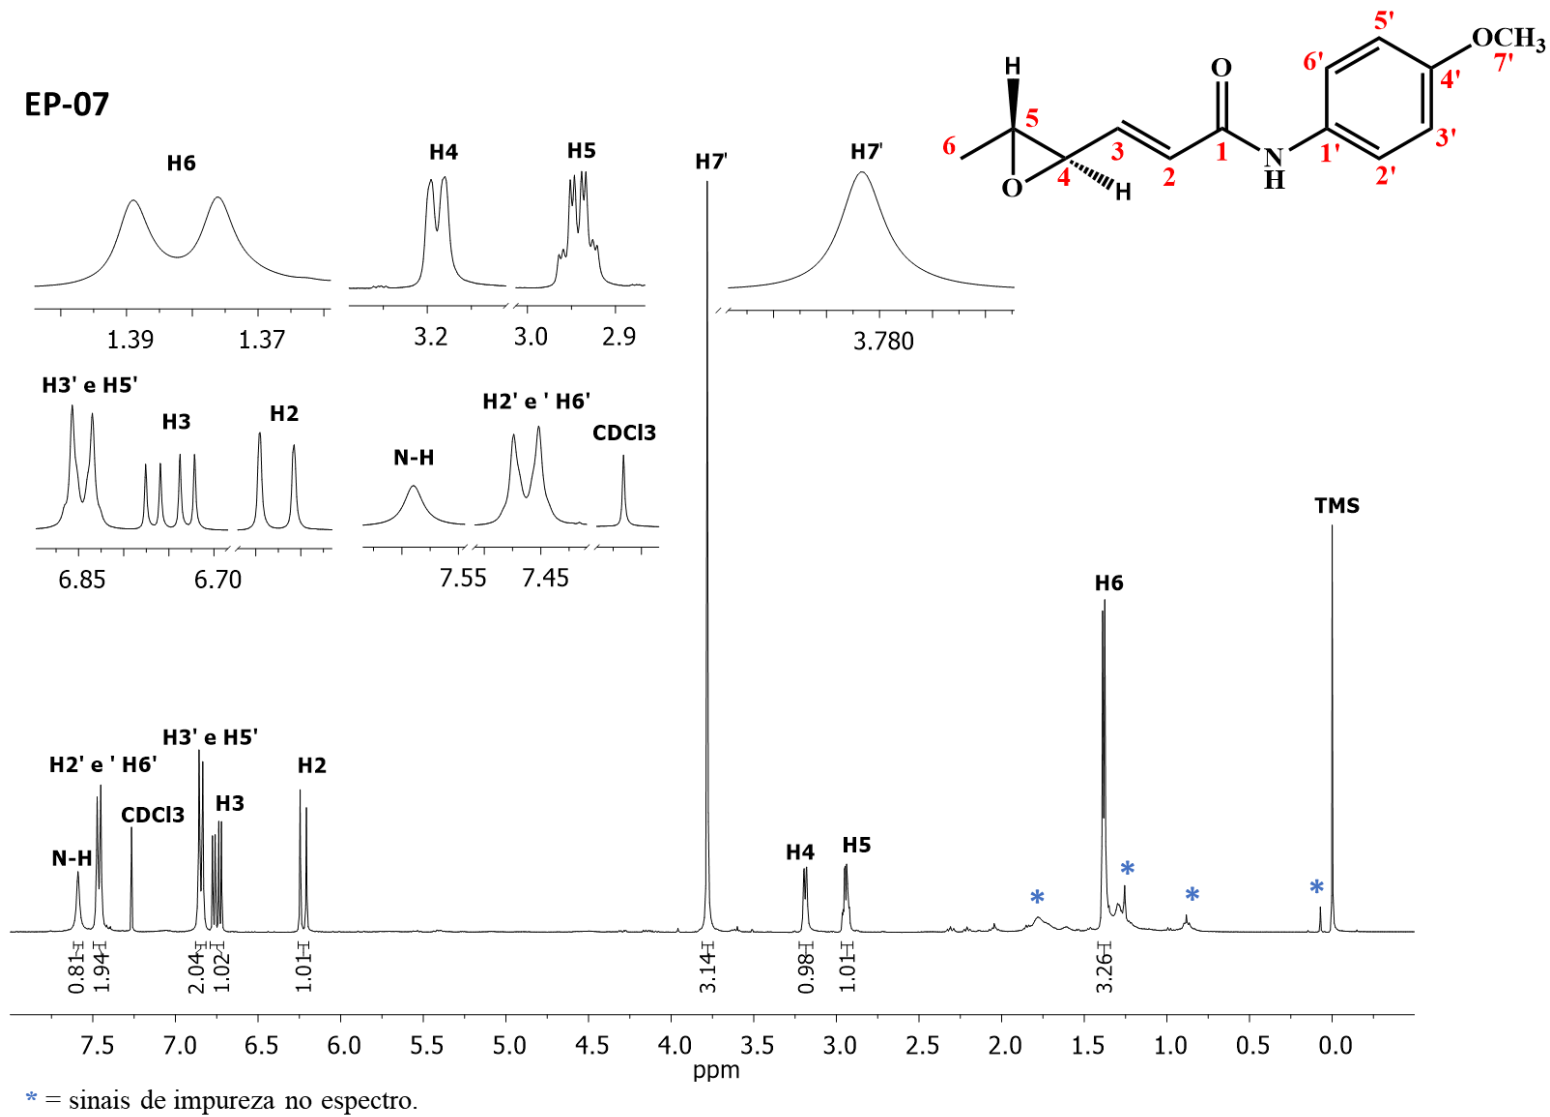 EP-07
H
O
5
6
O
4
H
3
2
1
N
H
1'
2'
3'
4'
5'
6'
OCH3
7'
H6
1.39 1.37
H4
3.2
H5
3.0 2.9
H7'
H7'
3.780
H3' e H5'
H3
H2
6.85 6.70
N-H
H2' e ' H6'
CDCl3
7.55 7.45
TMS
H6
H3' e H5'
H2' e ' H6'
H2
H3
CDCl3
N-H
H4
H5
*
*
*
*
0.81
1.94
2.04
1.02
1.01
3.14
0.98
1.01
3.26
7.5 7.0 6.5 6.0 5.5 5.0 4.5 4.0 3.5 3.0 2.5 2.0 1.5 1.0 0.5 0.0
ppm
* = sinais de impureza no espectro.